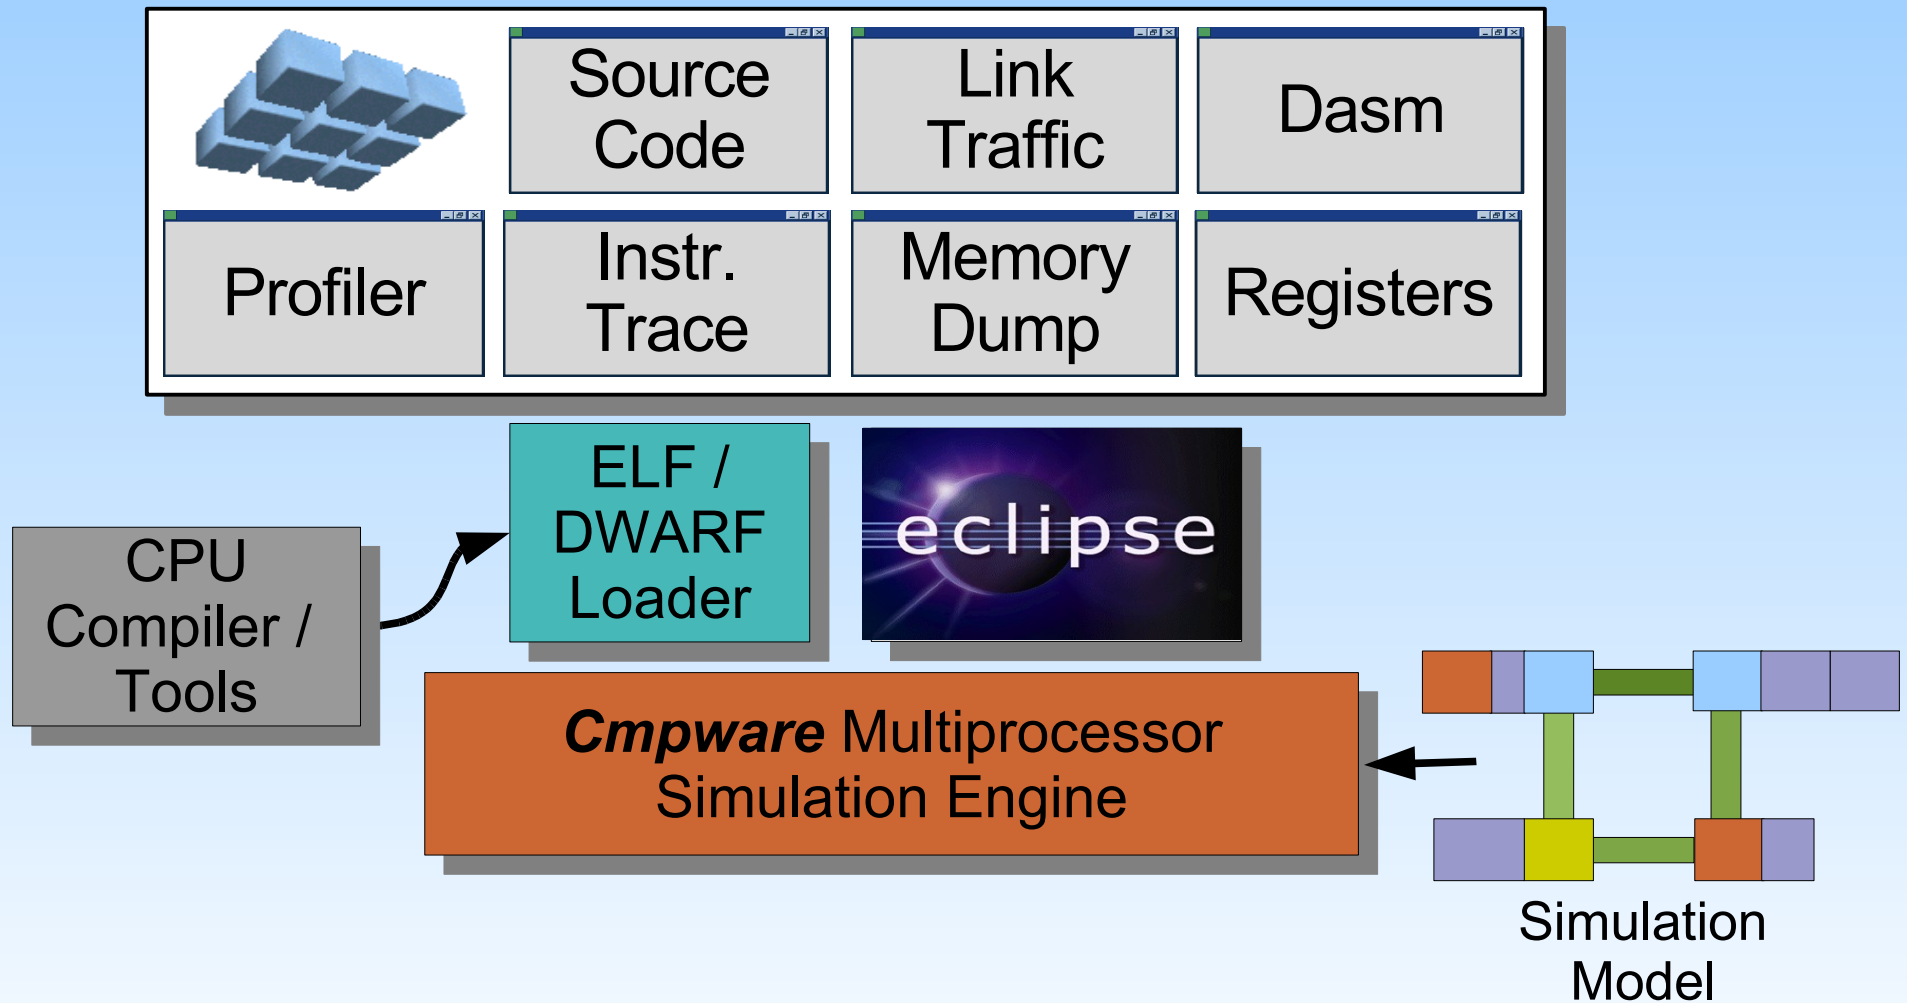 Source
Code
Link
Traffic
Dasm
Profiler
Instr.
Trace
Memory
Dump
Registers
ELF /
DWARF
Loader
eclipse
CPU
Compiler /
Tools
Cmpware Multiprocessor
Simulation Engine
Simulation
Model